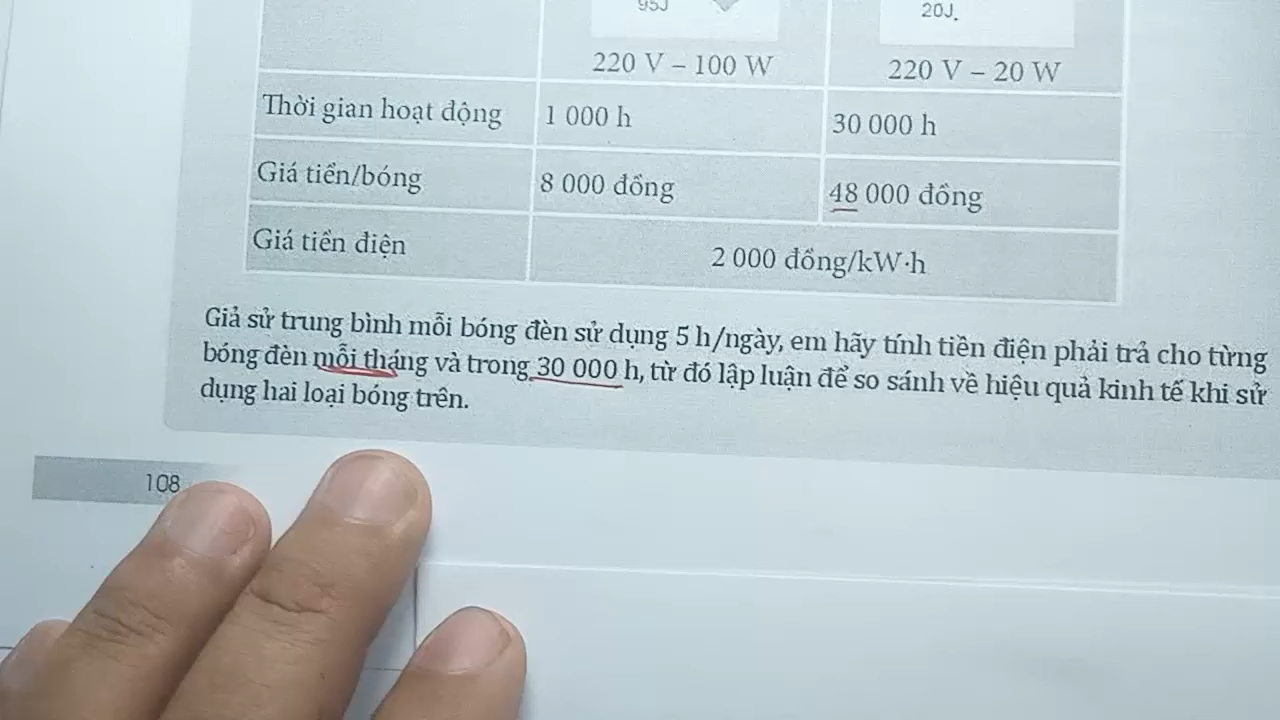 95J
20J.
220 V – 100 W
220 V – 20 W
Thời gian hoạt động
1 000 h
30 000 h
Giá tiền/bóng
8 000 đồng
48 000 đồng
Giá tiền điện
2 000 đồng/kW·h
Giả sử trung bình mỗi bóng đèn sử dụng 5 h/ngày, em hãy tính tiền điện phải trả cho từng
bóng đèn mỗi tháng và trong 30 000 h, từ đó lập luận để so sánh về hiệu quả kinh tế khi sử
dụng hai loại bóng trên.
108